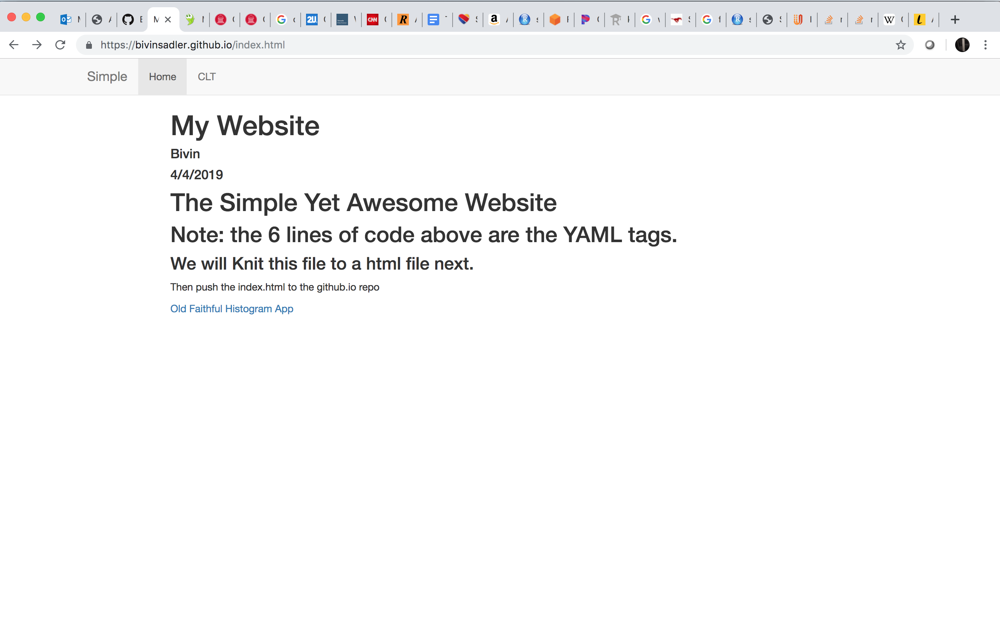 https://bivinsadler.github.io/index.html
Simple Home CLT
My Website
Bivin
4/4/2019
The Simple Yet Awesome Website
Note: the 6 lines of code above are the YAML tags.
We will Knit this file to a html file next.
Then push the index.html to the github.io repo
Old Faithful Histogram App